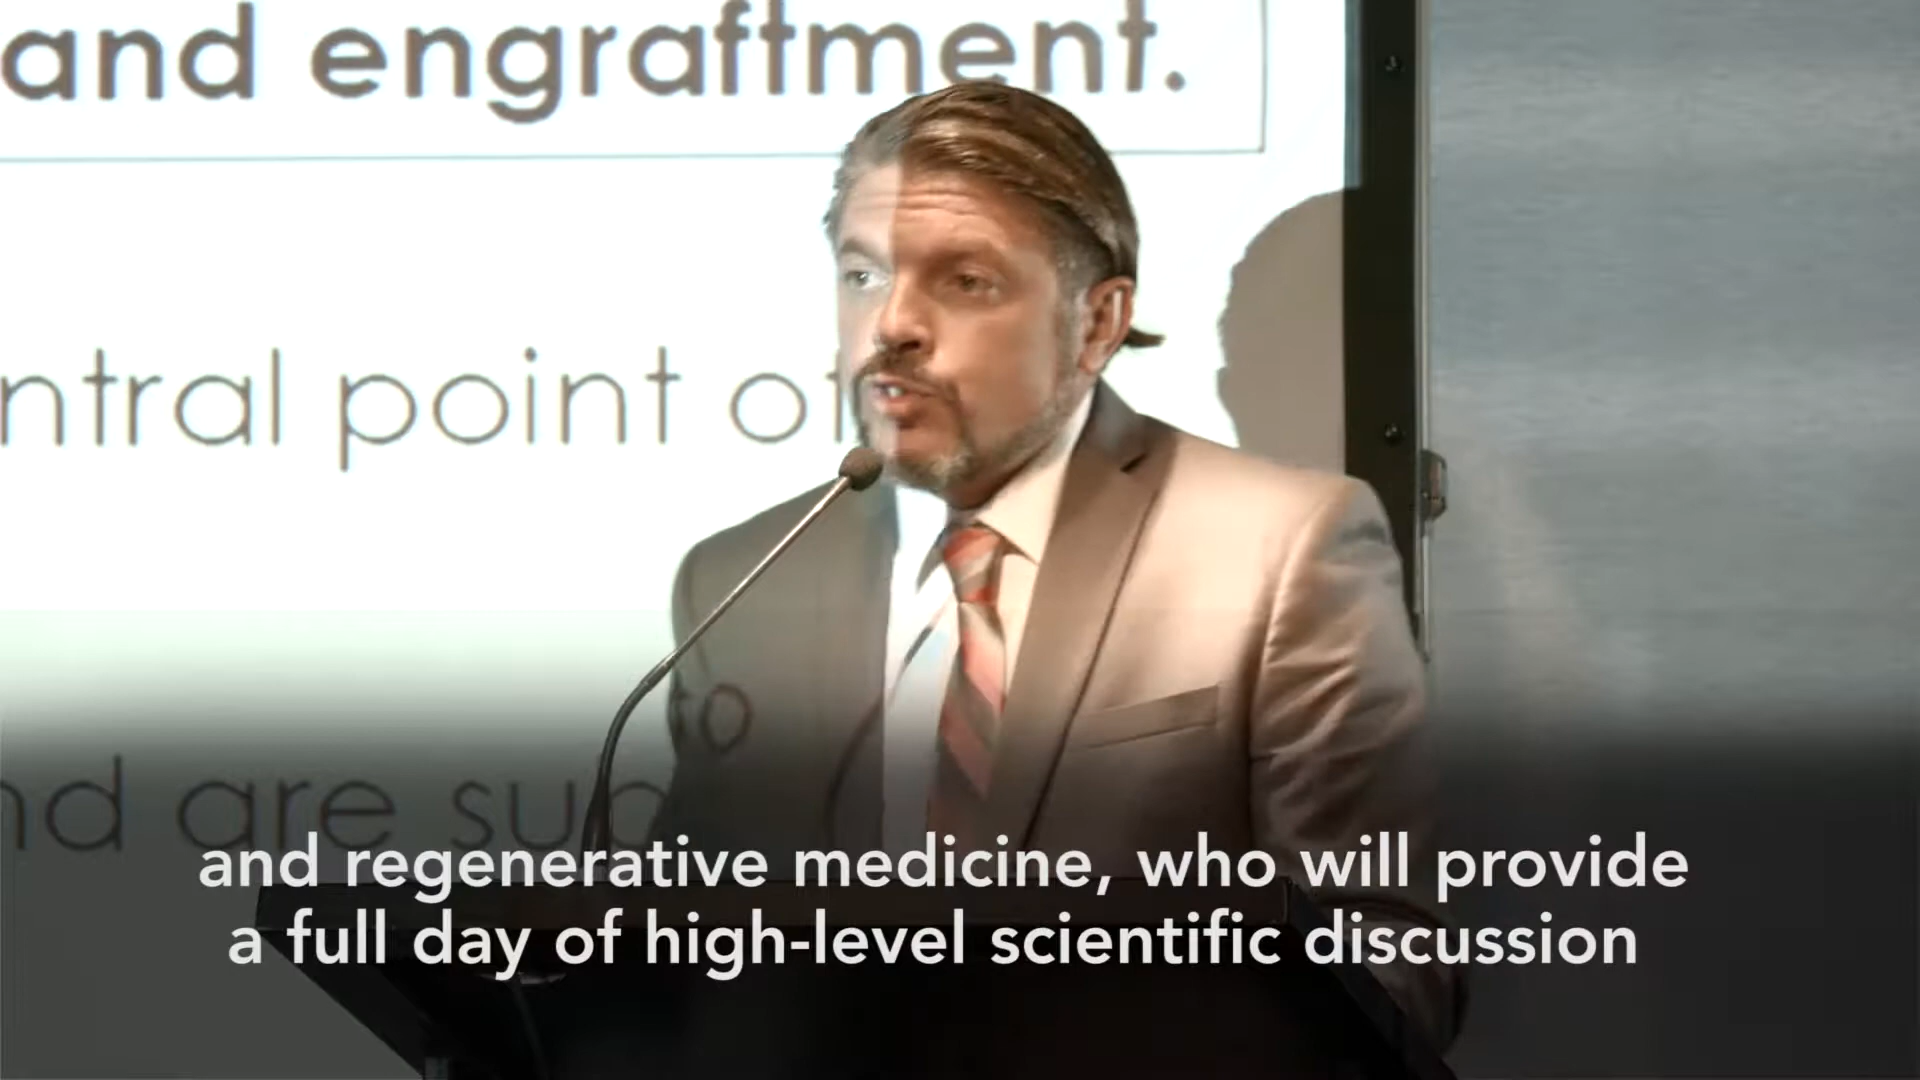 and engraftment.
ntral point of
to
nd are sub
and regenerative medicine, who will provide
a full day of high-level scientific discussion